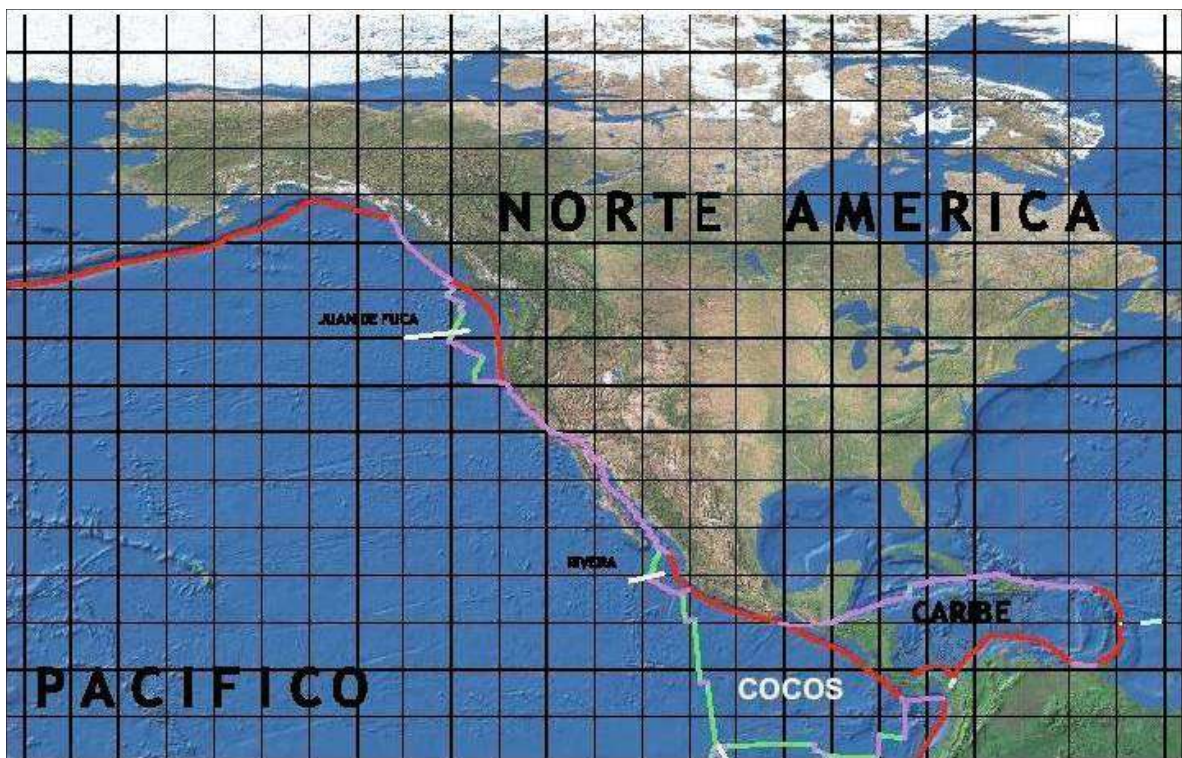 NORTE AMERICA
JUAN DE FUCA
RIVERA
CARIBE
PACIFICO
COCOS